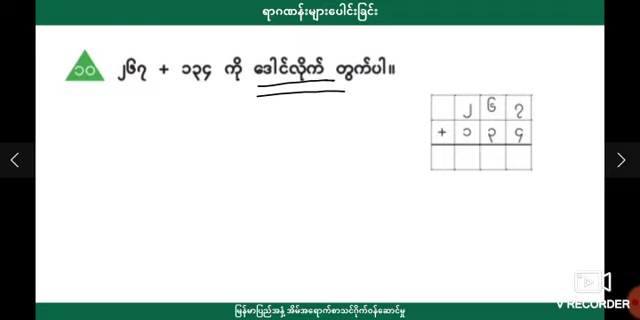 ရာဂဏန်းများပေါင်းခြင်း
၁၀ ၂၆၇ + ၁၃၄ ကို ဒေါင်လိုက် တွက်ပါ။
၂ ၆ ၇
+ ၁ ၃ ၄
V RECORDER
မြန်မာပြည်အနှံ့ အိမ်အရောက်စာသင်ဝိုက်ဝန်ဆောင်မှု